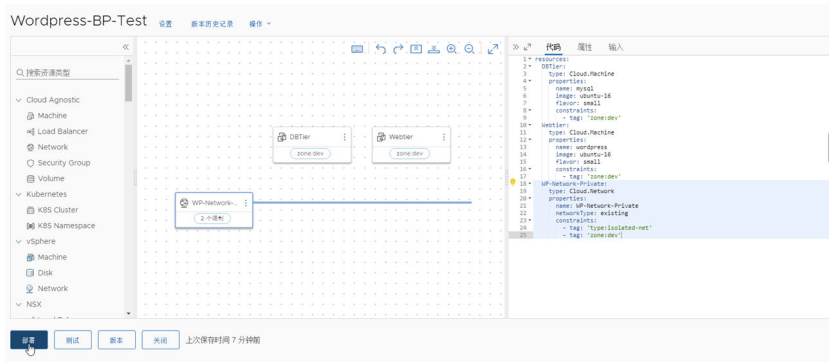 Wordpress-BP-Test 设置 版本历史记录 操作
搜索资源类型
Cloud Agnostic
Machine
Load Balancer
Network
Security Group
Volume
Kubernetes
K8S Cluster
K8S Namespace
vSphere
Machine
Disk
Network
NSX
DBTier
zone:dev
Webtier
zone:dev
WP-Network-...
2 个强制
代码 属性 输入
1 resources:
2 DBTier:
3 type: Cloud.Machine
4 properties:
5 name: mysql
6 image: ubuntu-16
7 flavor: small
8 constraints:
9 - tag: 'zone:dev'
10 Webtier:
11 type: Cloud.Machine
12 properties:
13 name: wordpress
14 image: ubuntu-16
15 flavor: small
16 constraints:
17 - tag: 'zone:dev'
18 WP-Network-Private:
19 type: Cloud.Network
20 properties:
21 name: WP-Network-Private
22 networkType: existing
23 constraints:
24 - tag: 'type:isolated-net'
25 - tag: 'zone:dev'
部署 测试 版本 关闭 上次保存时间 7 分钟前